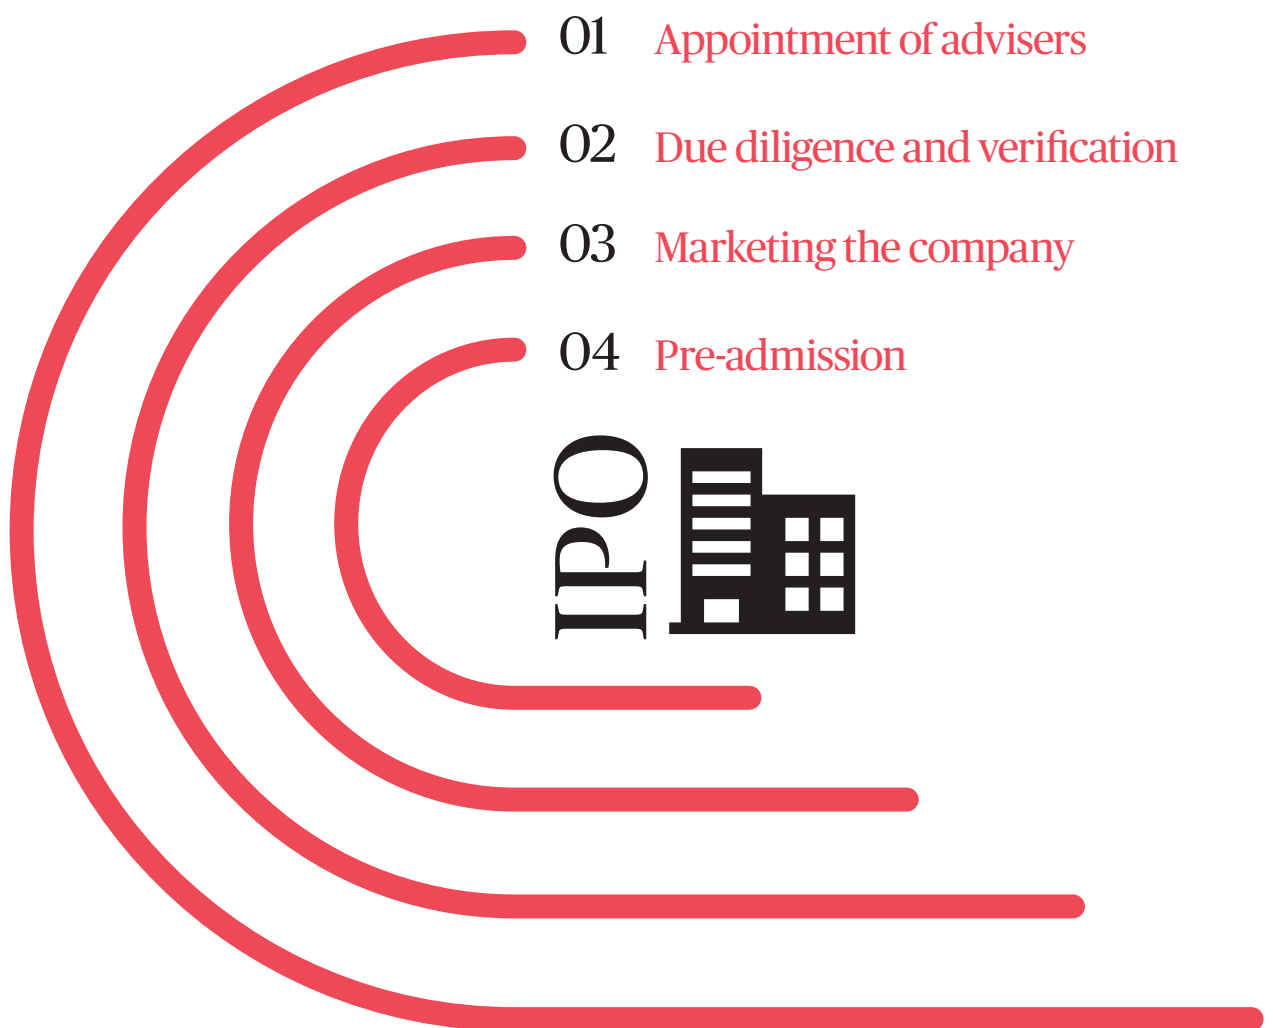 01 Appointment of advisers
02 Due diligence and verification
03 Marketing the company
04 Pre-admission
IPO